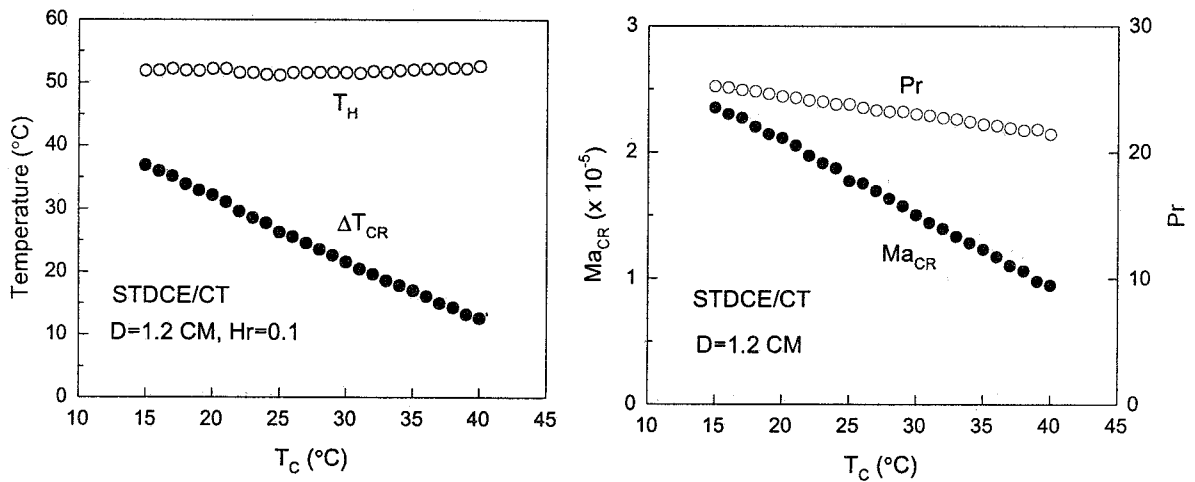 60
50
40
30
20
10
0
Temperature (°C)
T_H
ΔT_CR
STDCE/CT
D=1.2 CM, Hr=0.1
10 15 20 25 30 35 40 45
T_C (°C)
3
2
1
0
Ma_CR (x 10^-5)
Pr
Ma_CR
STDCE/CT
D=1.2 CM
30
20
10
0
Pr
10 15 20 25 30 35 40 45
T_C (°C)